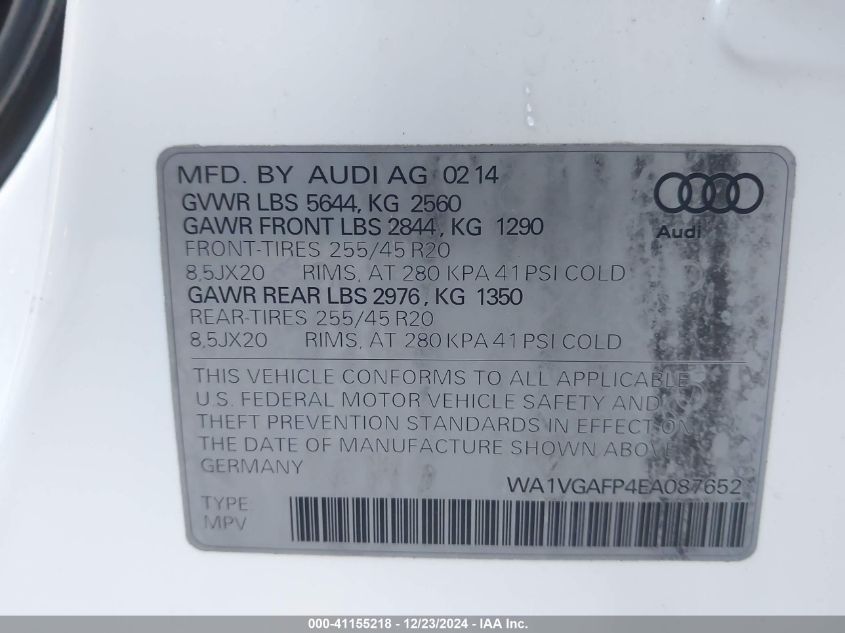 MFD. BY AUDI AG 02 14
GVWR LBS 5644, KG 2560
GAWR FRONT LBS 2844, KG 1290
FRONT-TIRES 255/45 R20
8,5JX20 RIMS, AT 280 KPA 41 PSI COLD
GAWR REAR LBS 2976, KG 1350
REAR-TIRES 255/45 R20
8,5JX20 RIMS, AT 280 KPA 41 PSI COLD
Audi
THIS VEHICLE CONFORMS TO ALL APPLICABLE
U.S. FEDERAL MOTOR VEHICLE SAFETY AND
THEFT PREVENTION STANDARDS IN EFFECT ON
THE DATE OF MANUFACTURE SHOWN ABOVE
GERMANY
WA1VGAFP4EA087652
TYPE:
MPV
000-41155218 - 12/23/2024 - IAA Inc.